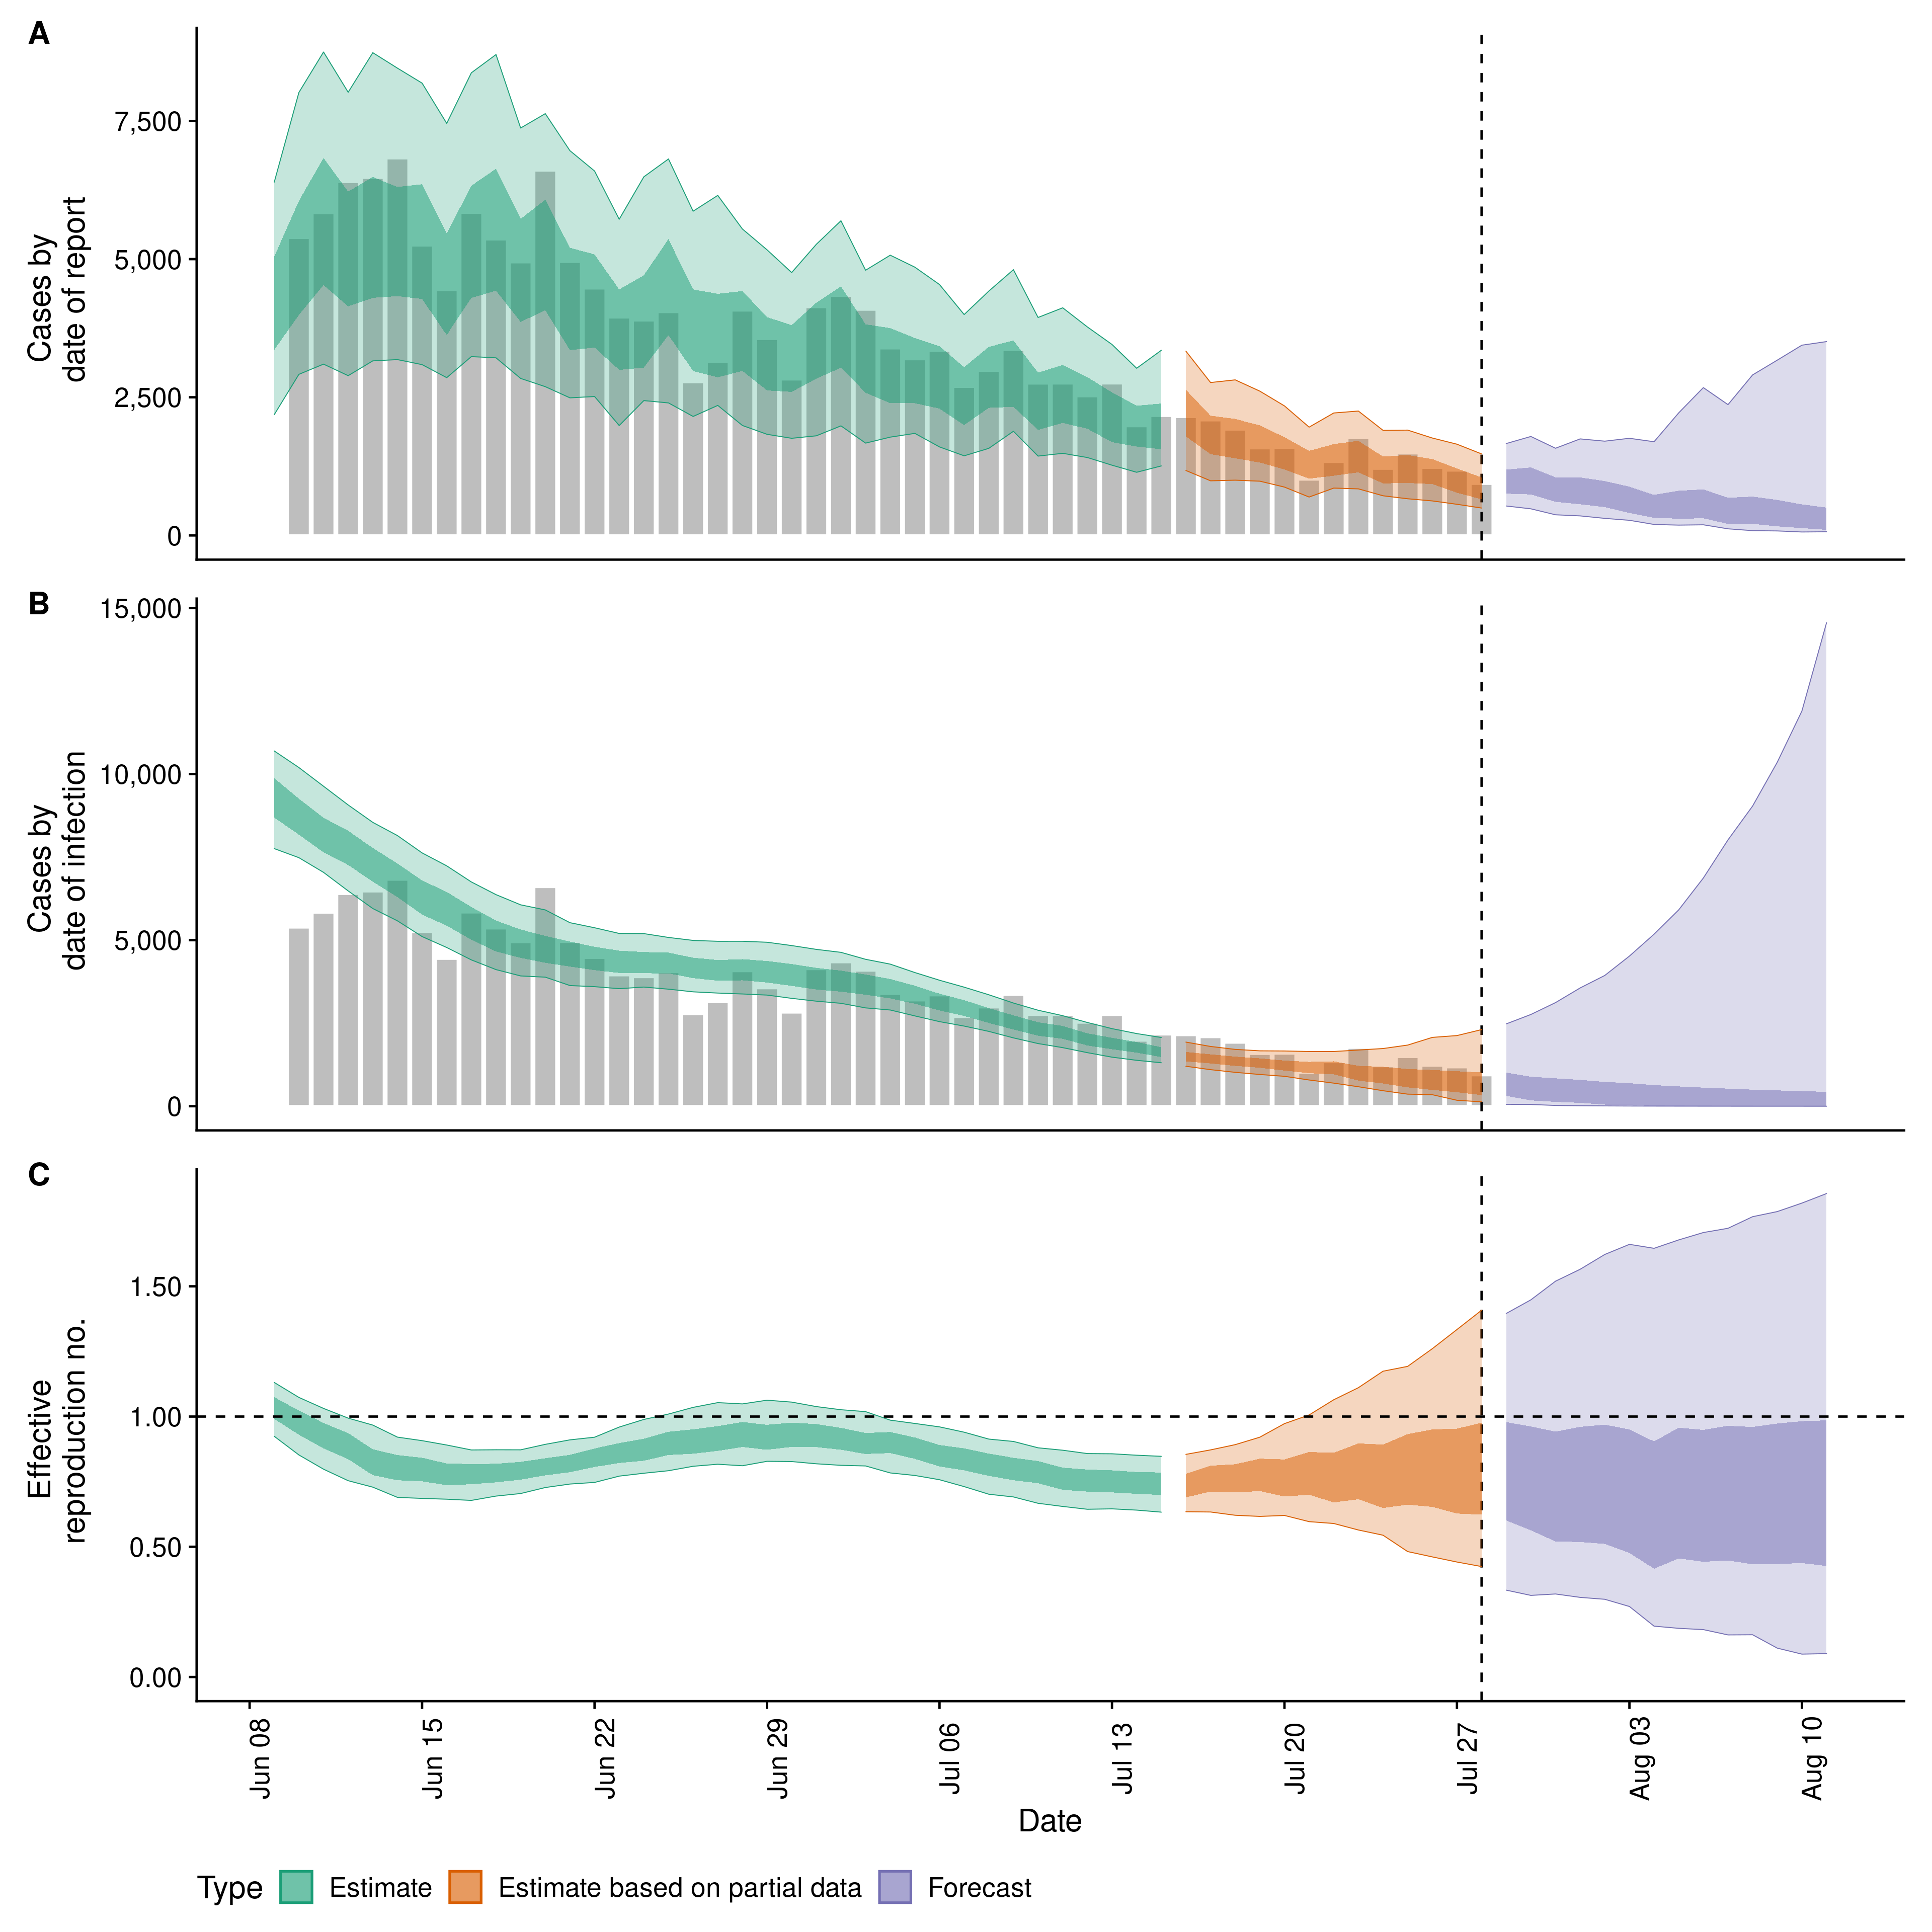 A
Cases by
date of report
7,500
5,000
2,500
0
B
Cases by
date of infection
15,000
10,000
5,000
0
C
Effective
reproduction no.
1.50
1.00
0.50
0.00
Jun 08
Jun 15
Jun 22
Jun 29
Jul 06
Jul 13
Jul 20
Jul 27
Aug 03
Aug 10
Date
Type Estimate Estimate based on partial data Forecast